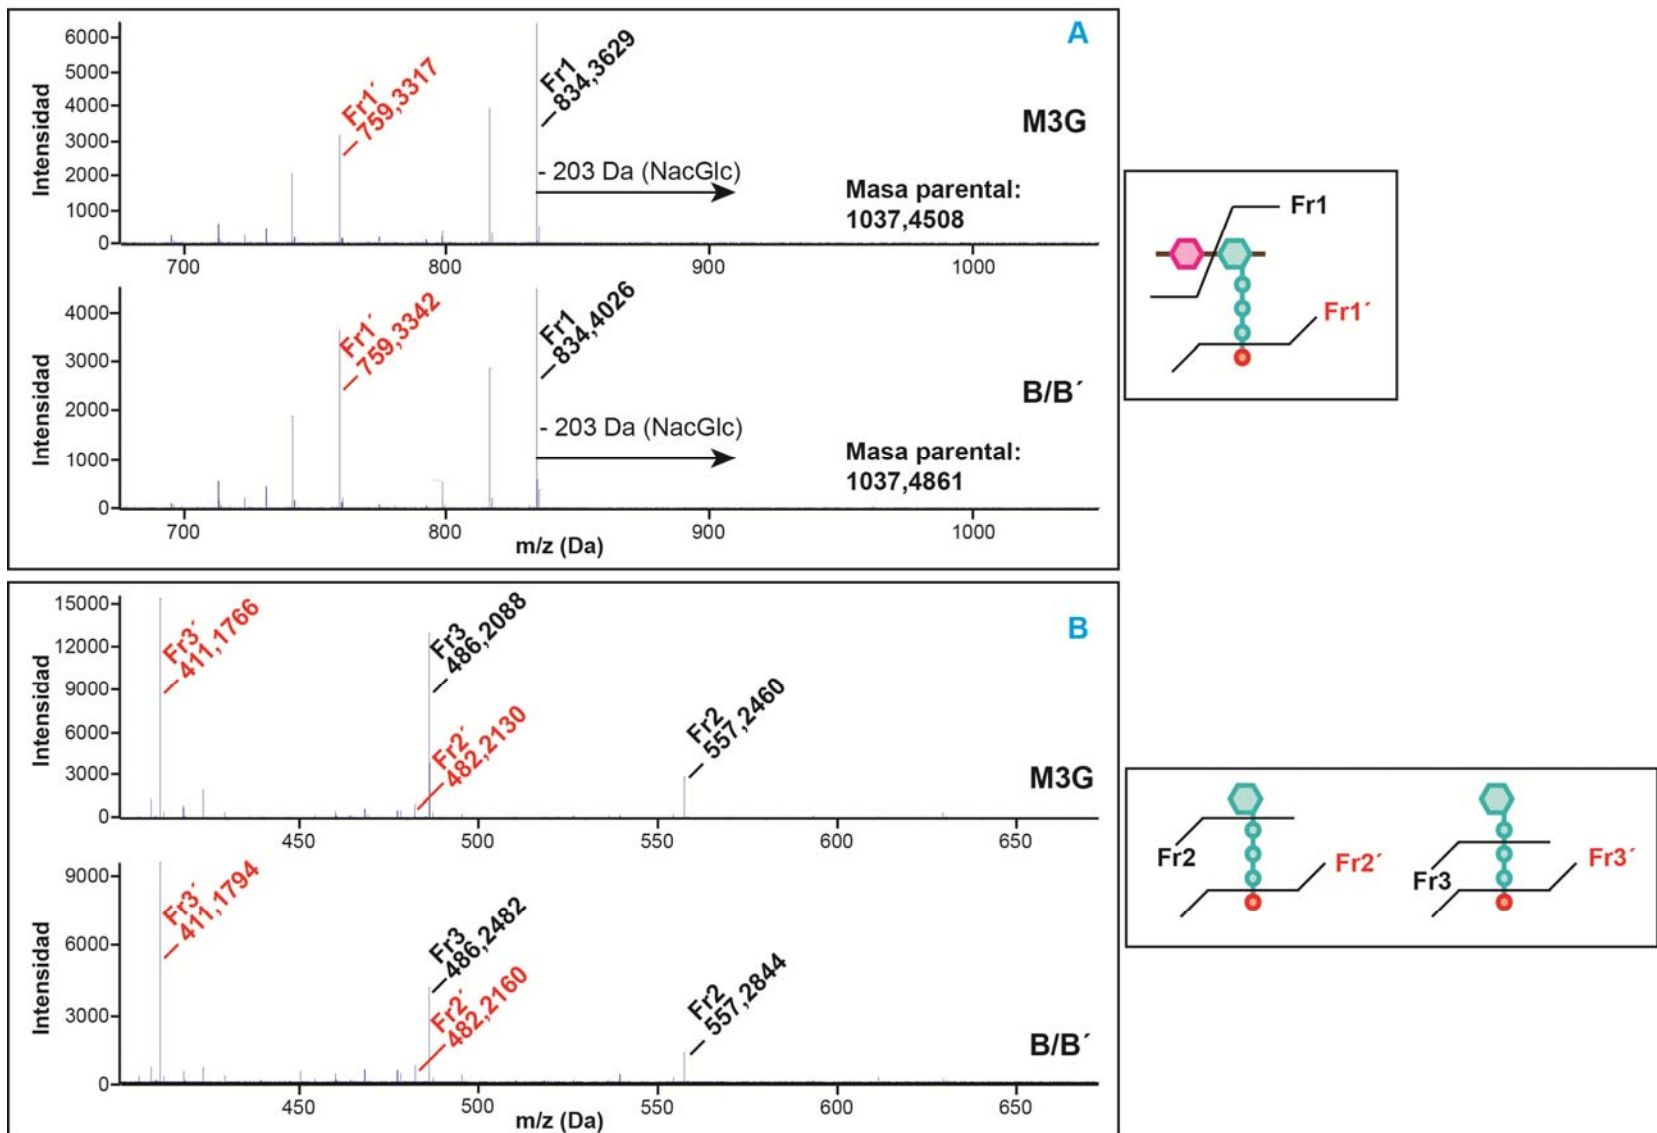 A
Intensidad
6000
5000
4000
3000
2000
1000
0
Fr1´
759,3317
Fr1
834,3629
- 203 Da (NacGlc)
M3G
Masa parental:
1037,4508
700
800
900
1000
Intensidad
4000
3000
2000
1000
0
Fr1´
759,3342
Fr1
834,4026
- 203 Da (NacGlc)
B/B´
Masa parental:
1037,4861
700
800
900
1000
m/z (Da)
Fr1
Fr1´
B
Intensidad
15000
12000
9000
6000
3000
0
Fr3´
411,1766
Fr3
486,2088
Fr2´
482,2130
Fr2
557,2460
M3G
450
500
550
600
650
Intensidad
9000
6000
3000
0
Fr3´
411,1794
Fr3
486,2482
Fr2´
482,2160
Fr2
557,2844
B/B´
450
500
550
600
650
m/z (Da)
Fr2
Fr2´
Fr3
Fr3´